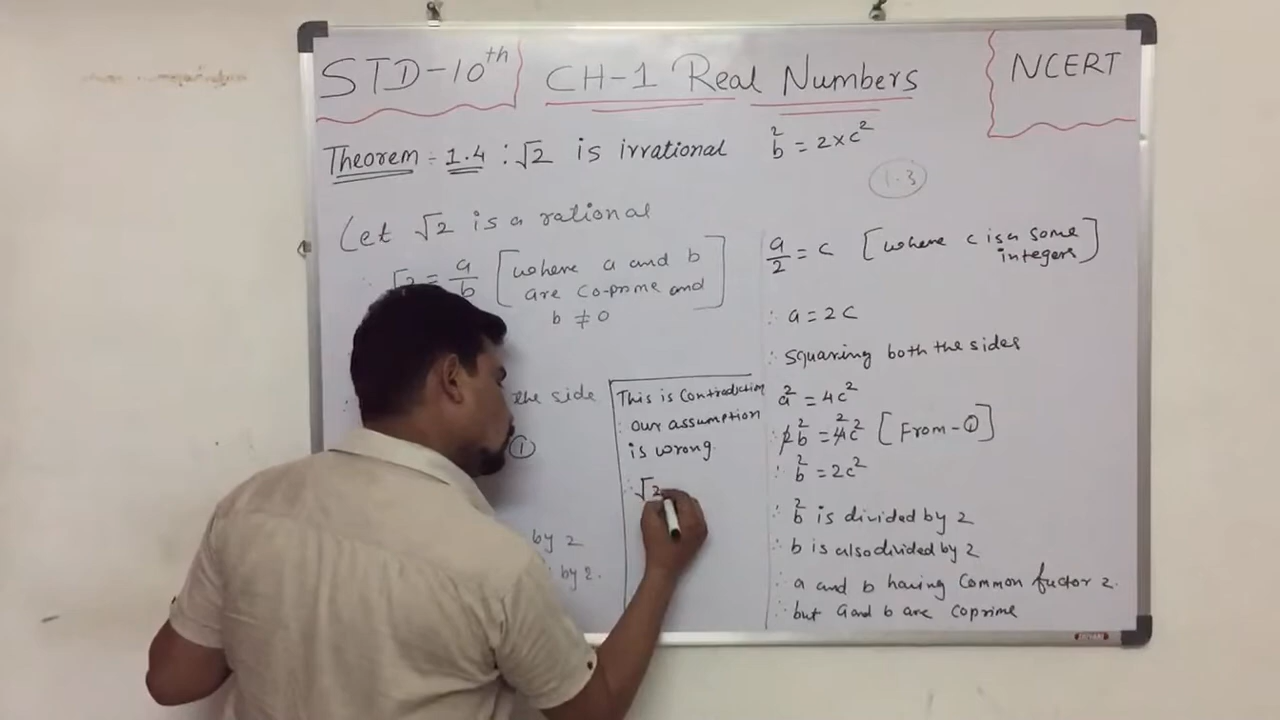 STD-10th CH-1 Real Numbers NCERT
Theorem ÷ 1.4 : √2 is irrational
b² = 2×c²
1.3
Let √2 is a rational
∴ √2 = a/b [where a and b
are co-prime and
b ≠ 0
the side
①
by 2
by 2.
This is Contradiction
our assumption
is wrong.
∴ √2
a/2 = c [where c is a some
integers]
∴ a = 2c
∴ squaring both the sides
a² = 4c²
∴ 2b² = 4c² [From - ①]
2
∴ b² = 2c²
∴ b² is divided by 2
∴ b is also divided by 2
∴ a and b having Common factor 2.
∴ but a and b are coprime